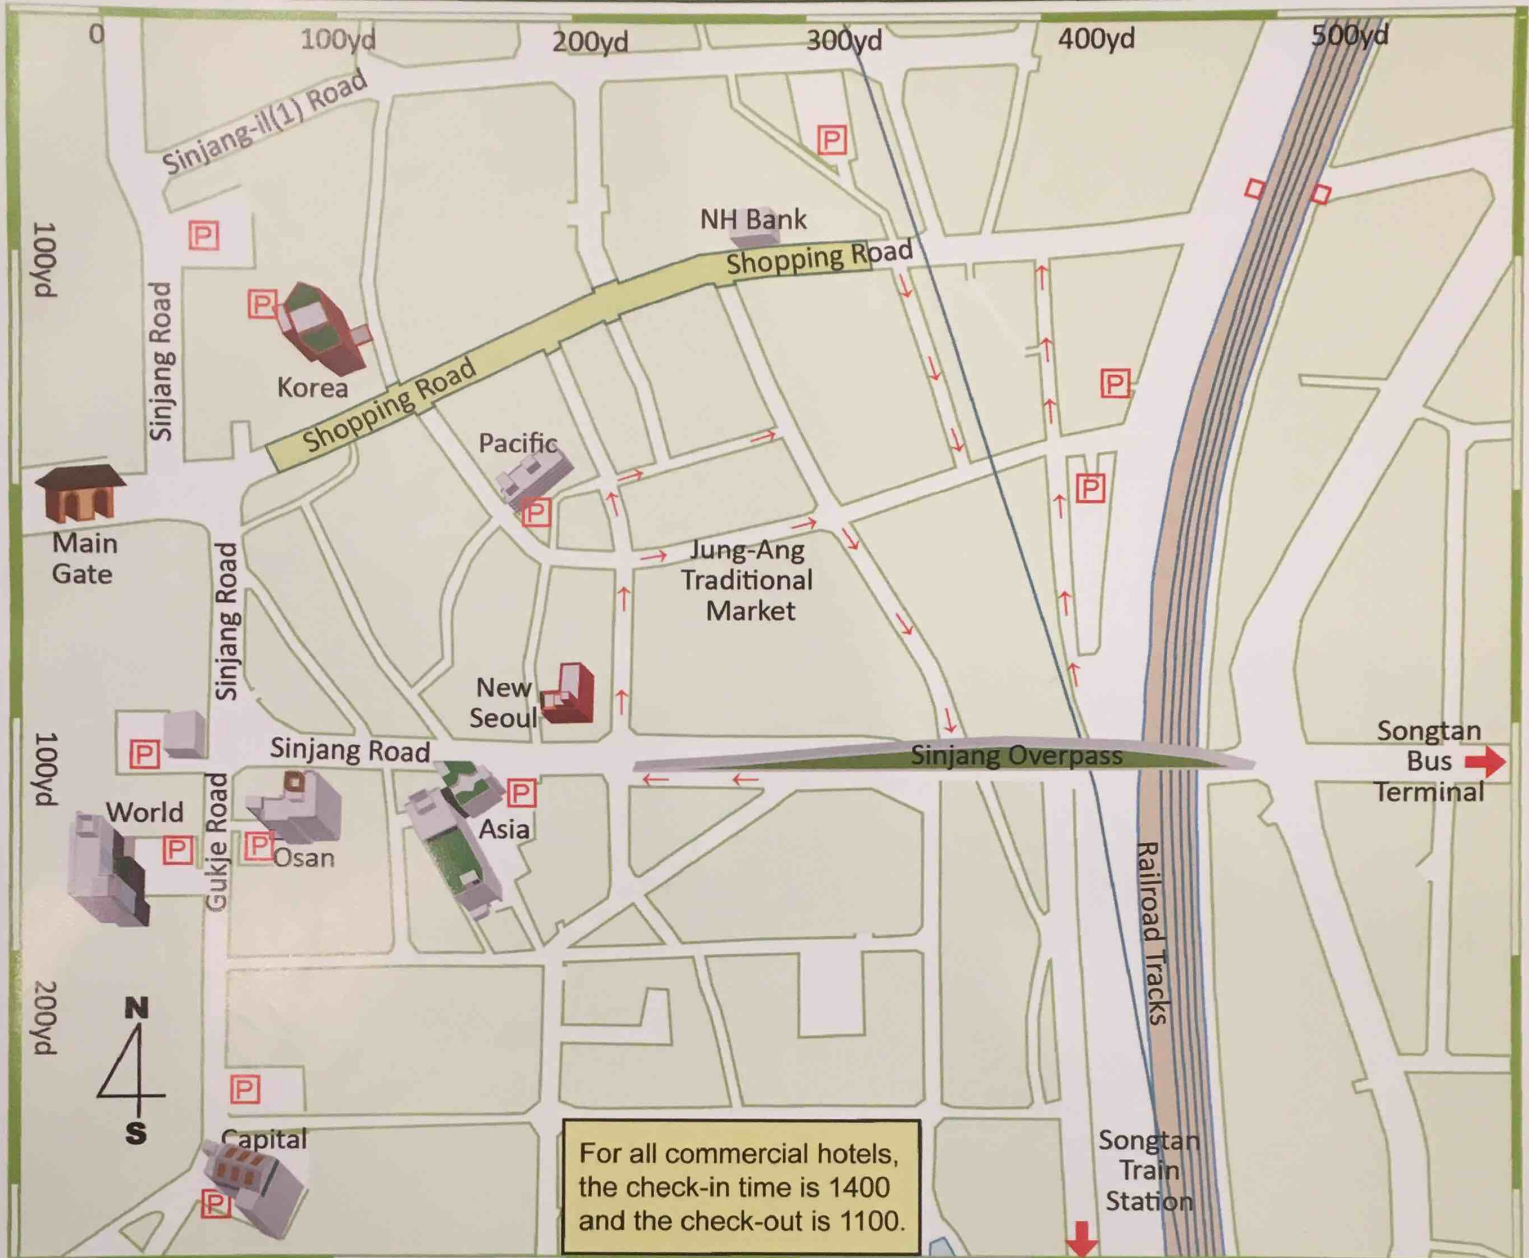 0
100yd
200yd
300yd
400yd
500yd
Sinjang-il(1) Road
P
P
NH Bank
Shopping Road
100yd
Sinjang Road
P
Korea
Shopping Road
P
Pacific
P
P
Main
Gate
Sinjang Road
Jung-Ang
Traditional
Market
New
Seoul
100yd
P
Sinjang Road
Sinjang Overpass
Songtan
Bus
Terminal
World
P
Gukje Road
P
Osan
P
Asia
Railroad Tracks
200yd
N
S
P
Capital
P
For all commercial hotels,
the check-in time is 1400
and the check-out is 1100.
Songtan
Train
Station